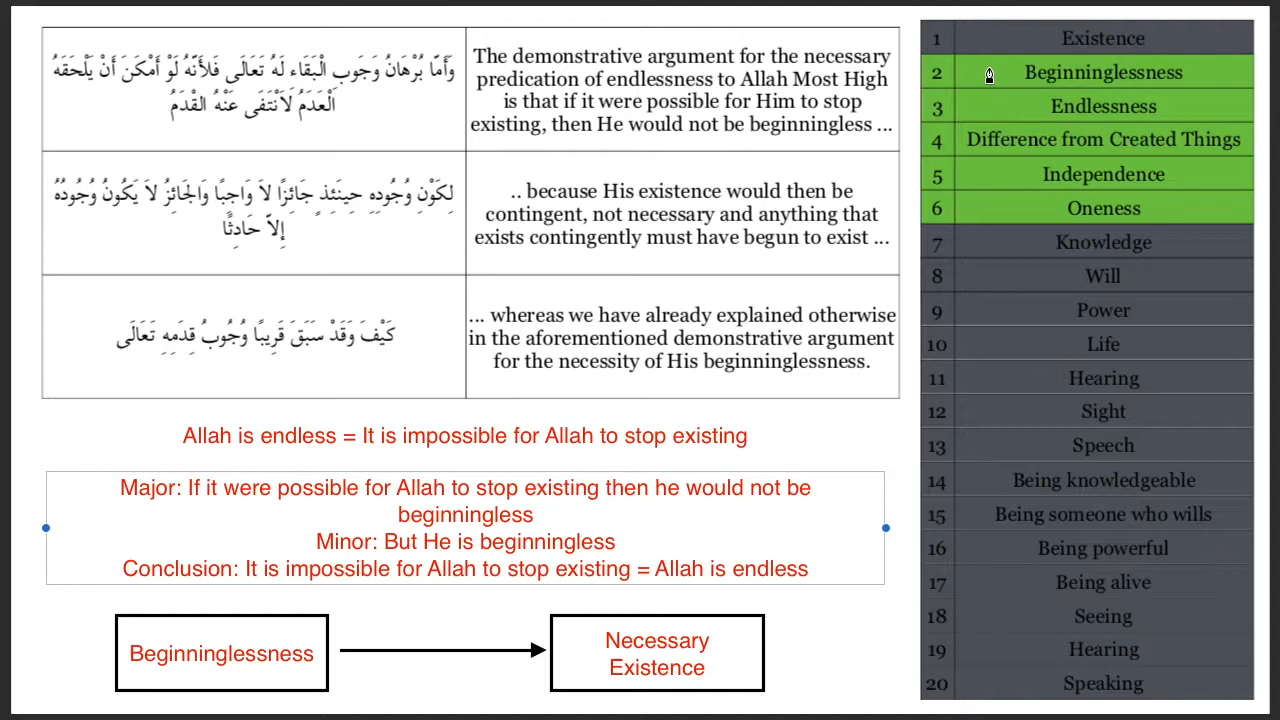 وَأَمَّا بُرْهَانُ وَجَوبِ الْبَقَاءِ لَهُ تَعَالَى فَلأَنَّهُ لَوْ أَمْكَنَ أَنْ يَلْحَقَهُ
الْعَدَمُ لاَنْتَفَى عَنْهُ الْقْدَمُ
The demonstrative argument for the necessary
predication of endlessness to Allah Most High
is that if it were possible for Him to stop
existing, then He would not be beginningless ...
لِكَوْنِ وُجُودِهِ حِينَئِذٍ جَائِزًا لاَ وَاجِبًا وَالْجَائِزُ لاَ يَكُونُ وُجُودُهُ
إِلاَّ حَادِثًا
.. because His existence would then be
contingent, not necessary and anything that
exists contingently must have begun to exist ...
كَيْفَ وَقَدْ سَبَقَ قَرِيبًا وُجُوبُ قِدَمِهِ تَعَالَى
... whereas we have already explained otherwise
in the aforementioned demonstrative argument
for the necessity of His beginninglessness.
Allah is endless = It is impossible for Allah to stop existing
Major: If it were possible for Allah to stop existing then he would not be
beginningless
Minor: But He is beginningless
Conclusion: It is impossible for Allah to stop existing = Allah is endless
Beginninglessness
Necessary
Existence
1 Existence
2 Beginninglessness
3 Endlessness
4 Difference from Created Things
5 Independence
6 Oneness
7 Knowledge
8 Will
9 Power
10 Life
11 Hearing
12 Sight
13 Speech
14 Being knowledgeable
15 Being someone who wills
16 Being powerful
17 Being alive
18 Seeing
19 Hearing
20 Speaking